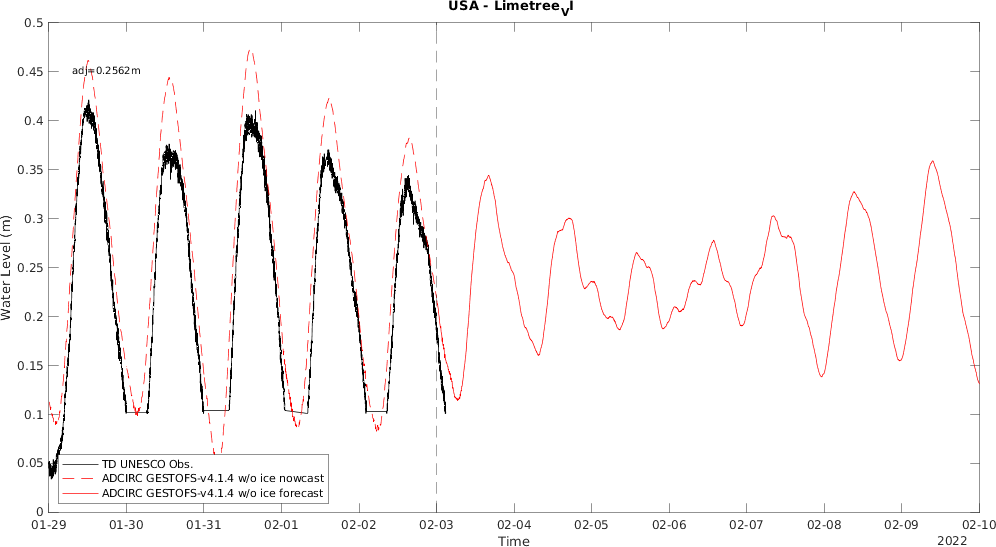 USA - Limetree_VI
0.5
0.45
0.4
0.35
0.3
0.25
0.2
0.15
0.1
0.05
0
Water Level (m)
adj=0.2562m
TD UNESCO Obs.
ADCIRC GESTOFS-v4.1.4 w/o ice nowcast
ADCIRC GESTOFS-v4.1.4 w/o ice forecast
01-29 01-30 01-31 02-01 02-02 02-03 02-04 02-05 02-06 02-07 02-08 02-09 02-10
Time
2022